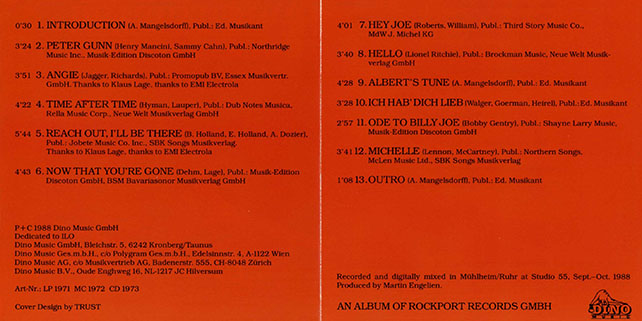 0'30 1. INTRODUCTION (A. Mangelsdorff), Publ.: Ed. Musikant
3'24 2. PETER GUNN (Henry Mancini, Sammy Cahn), Publ.: Northridge
Music Inc., Musik-Edition Discoton GmbH
3'51 3. ANGIE (Jagger, Richards), Publ.: Promopub BV, Essex Musikvertr.
GmbH. Thanks to Klaus Lage, thanks to EMI Electrola
4'22 4. TIME AFTER TIME (Hyman, Lauper), Publ.: Dub Notes Musica,
Rella Music Corp., Neue Welt Musikverlag GmbH
5'44 5. REACH OUT, I'LL BE THERE (B. Holland, E. Holland, A. Dozier),
Publ.: Jobete Music Co. Inc., SBK Songs Musikverlag.
Thanks to Klaus Lage, thanks to EMI Electrola
4'43 6. NOW THAT YOU'RE GONE (Dehm, Lage), Publ.: Musik-Edition
Discoton GmbH, BSM Bavariasonor Musikverlag GmbH
P+C 1988 Dino Music GmbH
Dedicated to ILO
Dino Music GmbH, Bleichstr. 5, 6242 Kronberg/Taunus
Dino Music Ges.m.b.H., c/o Polygram Ges.m.b.H., Edelsinnstr. 4, A-1122 Wien
Dino Music AG, c/o Musikvertrieb AG, Badenerstr. 555, CH-8048 Zürich
Dino Music B.V., Oude Enghweg 16, NL-1217 JC Hilversum
Art-Nr.: LP 1971 MC 1972 CD 1973
Cover Design by TRUST
4'01 7. HEY JOE (Roberts, William), Publ.: Third Story Music Co.,
MdW J. Michel KG
3'40 8. HELLO (Lionel Ritchie), Publ.: Brockman Music, Neue Welt Musik-
verlag GmbH
4'28 9. ALBERT'S TUNE (A. Mangelsdorff), Publ.: Ed. Musikant
3'28 10. ICH HAB' DICH LIEB (Walger, Goerman, Heirel), Publ.: Ed. Musikant
2'57 11. ODE TO BILLY JOE (Bobby Gentry), Publ.: Shayne Larry Music,
Musik-Edition Discoton GmbH
3'41 12. MICHELLE (Lennon, McCartney), Publ.: Northern Songs,
McLen Music Ltd., SBK Songs Musikverlag
1'08 13. OUTRO (A. Mangelsdorff), Publ.: Ed. Musikant
Recorded and digitally mixed in Mühlheim/Ruhr at Studio 55, Sept.-Oct. 1988
Produced by Martin Engelien.
AN ALBUM OF ROCKPORT RECORDS GMBH
DINO